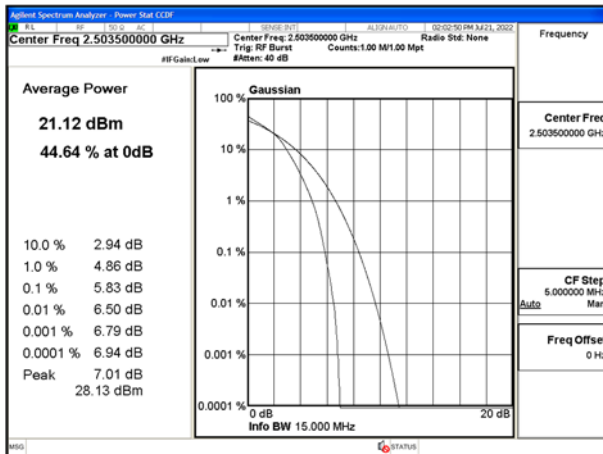 Agilent Spectrum Analyzer - Power Stat CCDF
RL RF 50 Ω AC SENSE:INT ALIGN AUTO 02:02:50 PM Jul 21, 2022
Center Freq 2.503500000 GHz
Center Freq: 2.503500000 GHz Radio Std: None
Trig: RF Burst Counts:1.00 M/1.00 Mpt
#IFGain:Low #Atten: 40 dB
Frequency
Average Power
21.12 dBm
44.64 % at 0dB
10.0 % 2.94 dB
1.0 % 4.86 dB
0.1 % 5.83 dB
0.01 % 6.50 dB
0.001 % 6.79 dB
0.0001 % 6.94 dB
Peak 7.01 dB
28.13 dBm
Gaussian
100 %
10 %
1 %
0.1 %
0.01 %
0.001 %
0.0001 %
0 dB 20 dB
Info BW 15.000 MHz
Center Freq
2.503500000 GHz
CF Step
5.000000 MHz
Auto Man
Freq Offset
0 Hz
MSG STATUS